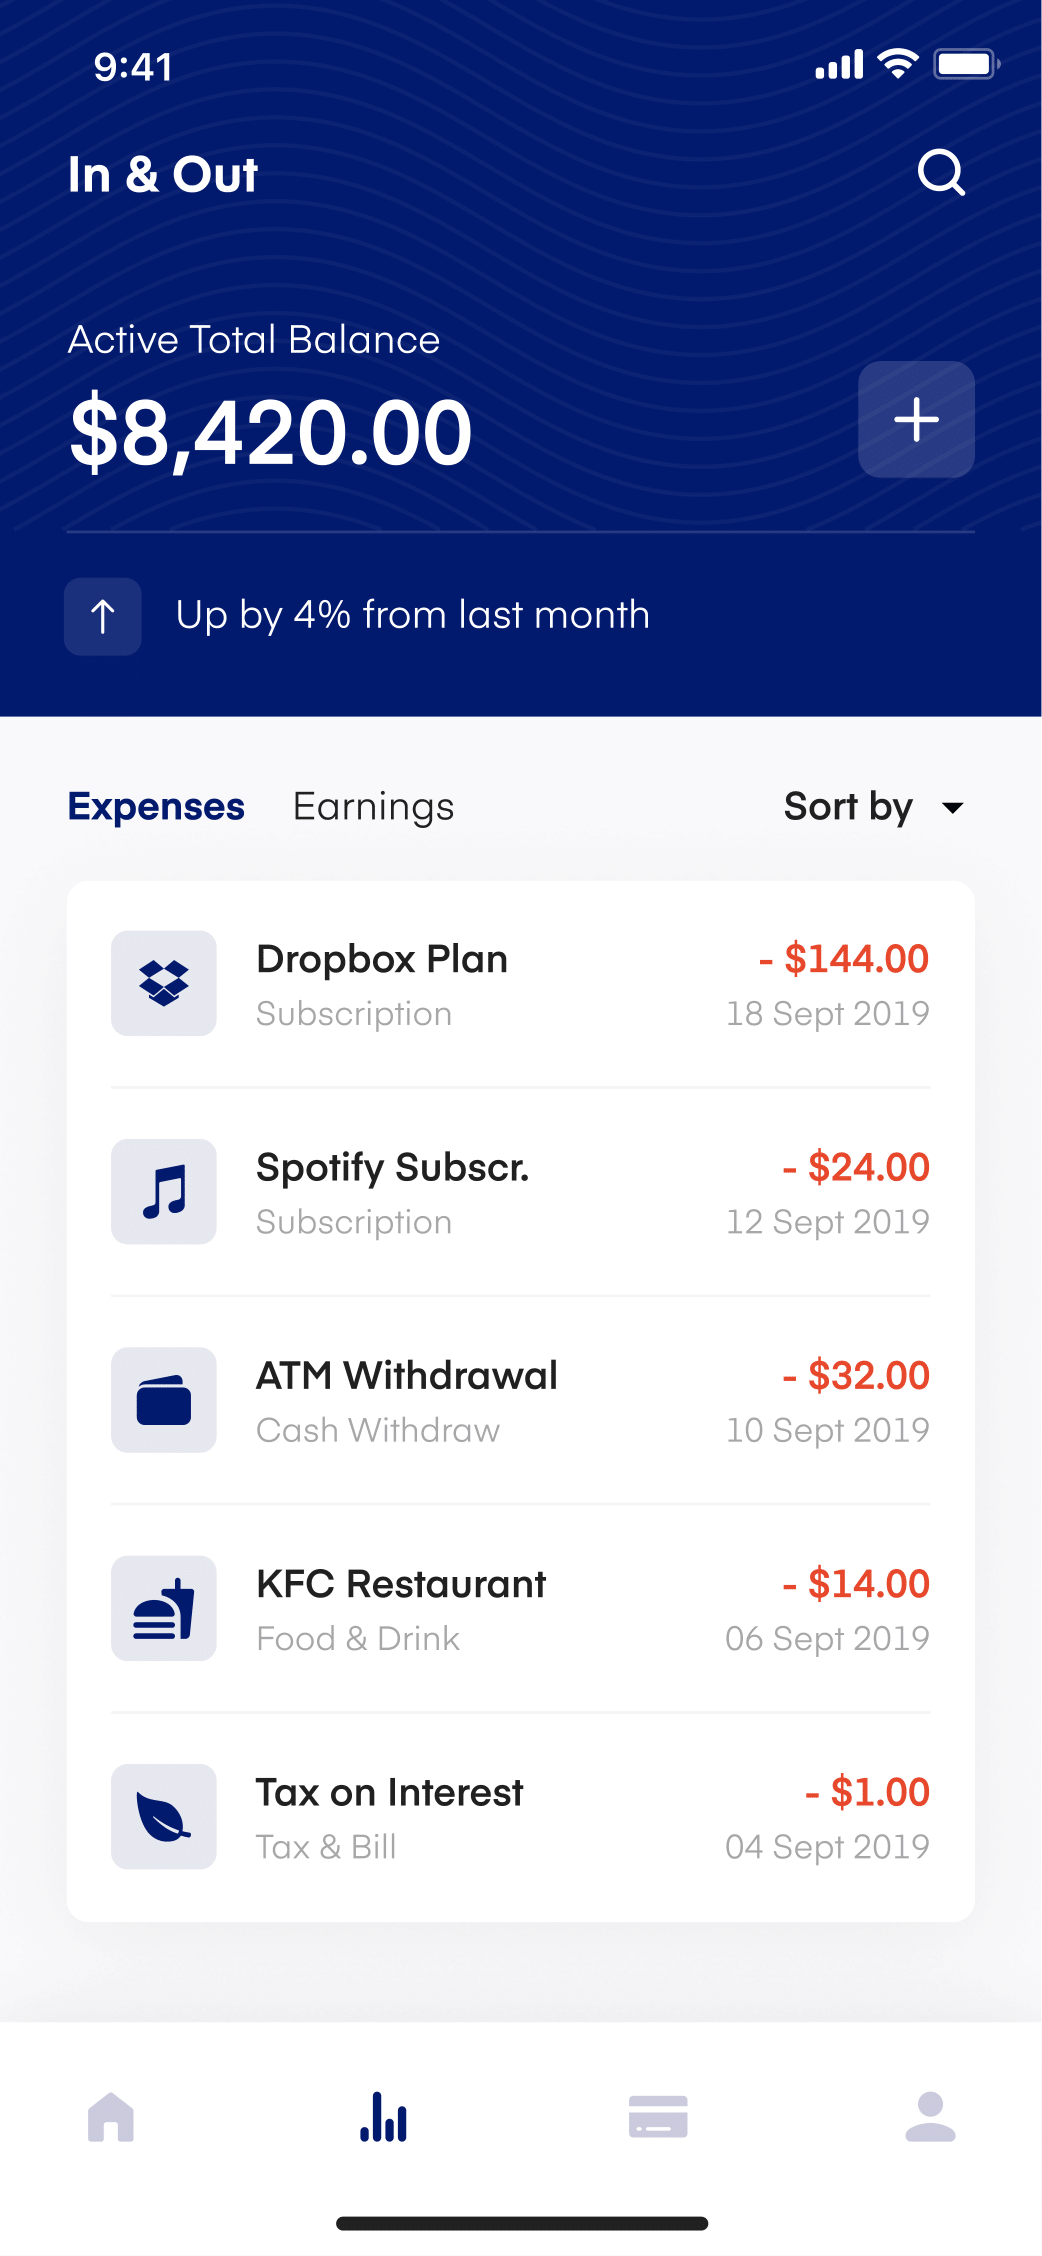 9:41
In & Out
Active Total Balance
$8,420.00
Up by 4% from last month
Expenses Earnings Sort by
Dropbox Plan - $144.00
Subscription 18 Sept 2019
Spotify Subscr. - $24.00
Subscription 12 Sept 2019
ATM Withdrawal - $32.00
Cash Withdraw 10 Sept 2019
KFC Restaurant - $14.00
Food & Drink 06 Sept 2019
Tax on Interest - $1.00
Tax & Bill 04 Sept 2019